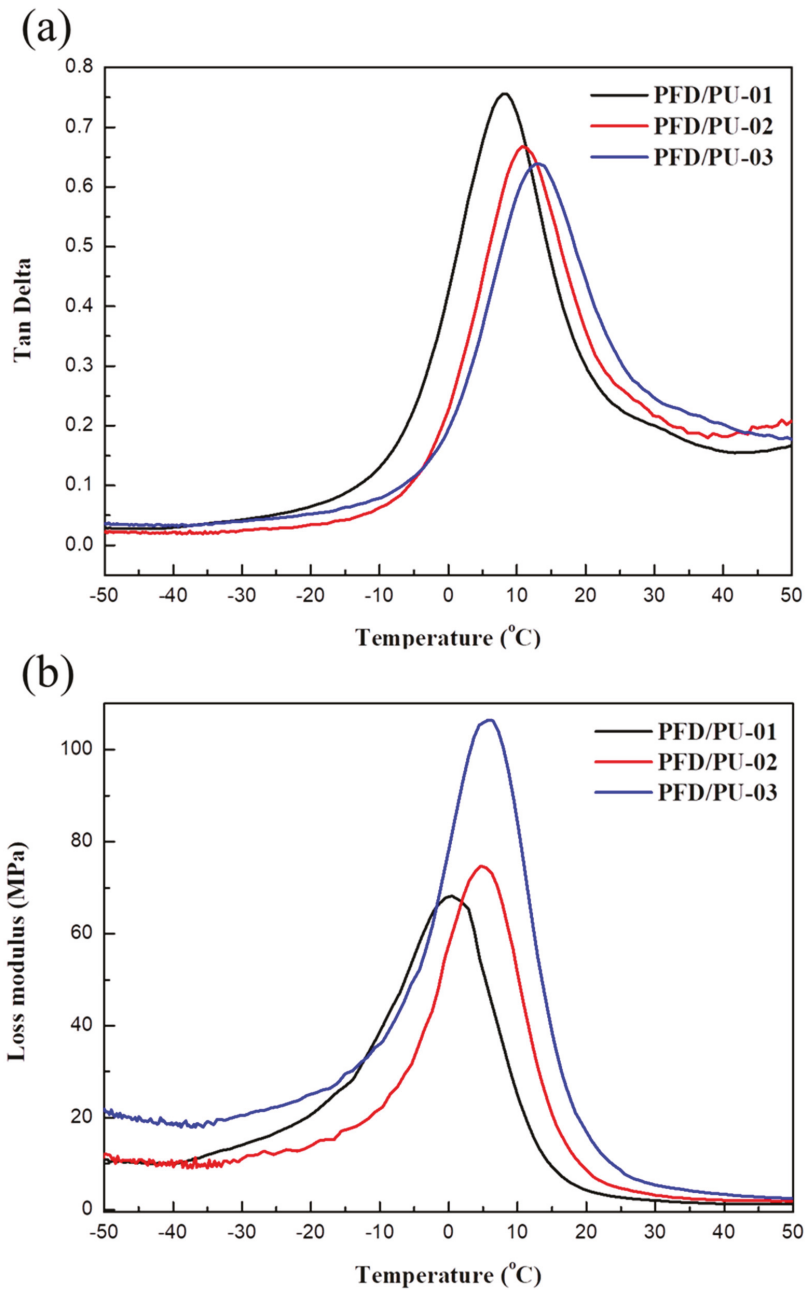 (a)
0.8
0.7
0.6
0.5
0.4
0.3
0.2
0.1
0.0
Tan Delta
PFD/PU-01
PFD/PU-02
PFD/PU-03
-50 -40 -30 -20 -10 0 10 20 30 40 50
Temperature (°C)
(b)
100
80
60
40
20
0
Loss modulus (MPa)
PFD/PU-01
PFD/PU-02
PFD/PU-03
-50 -40 -30 -20 -10 0 10 20 30 40 50
Temperature (°C)